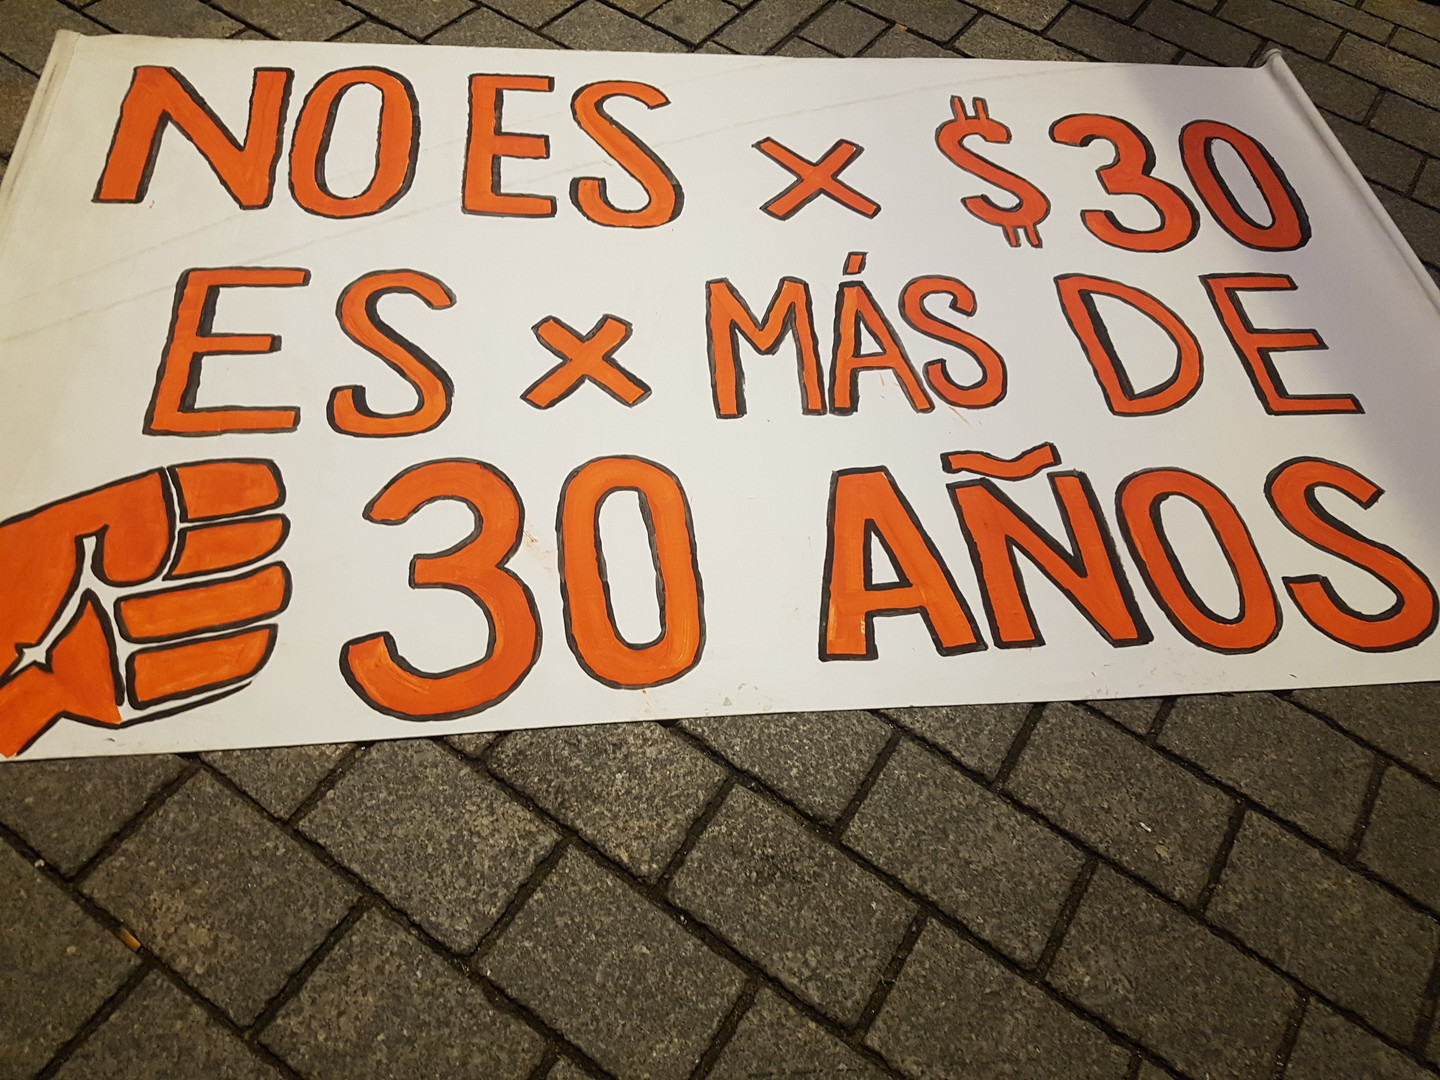 NO ES × $30
ES × MÁS DE
30 AÑOS